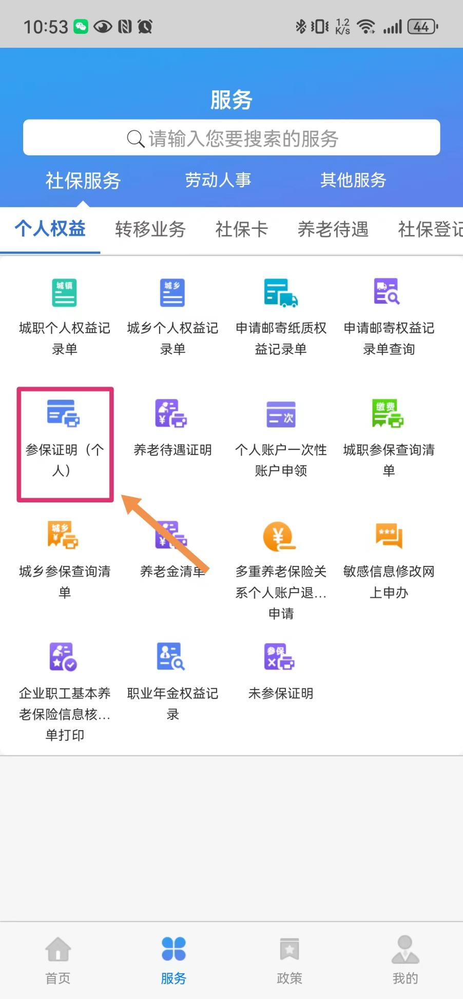 10:53
1.2
K/s
44
服务
请输入您要搜索的服务
社保服务 劳动人事 其他服务
个人权益 转移业务 社保卡 养老待遇 社保登记
城镇 城乡
城职个人权益记 城乡个人权益记 申请邮寄纸质权 申请邮寄权益记
录单 录单 益记录单 录单查询
次 缴费
参保证明（个 养老待遇证明 个人账户一次性 城职参保查询清
人） 账户申领 单
城乡
城乡参保查询清 养老金清单 多重养老保险关 敏感信息修改网
单 系个人账户退... 上申办
申请
参保
企业职工基本养 职业年金权益记 未参保证明
老保险信息核... 录
单打印
首页 服务 政策 我的